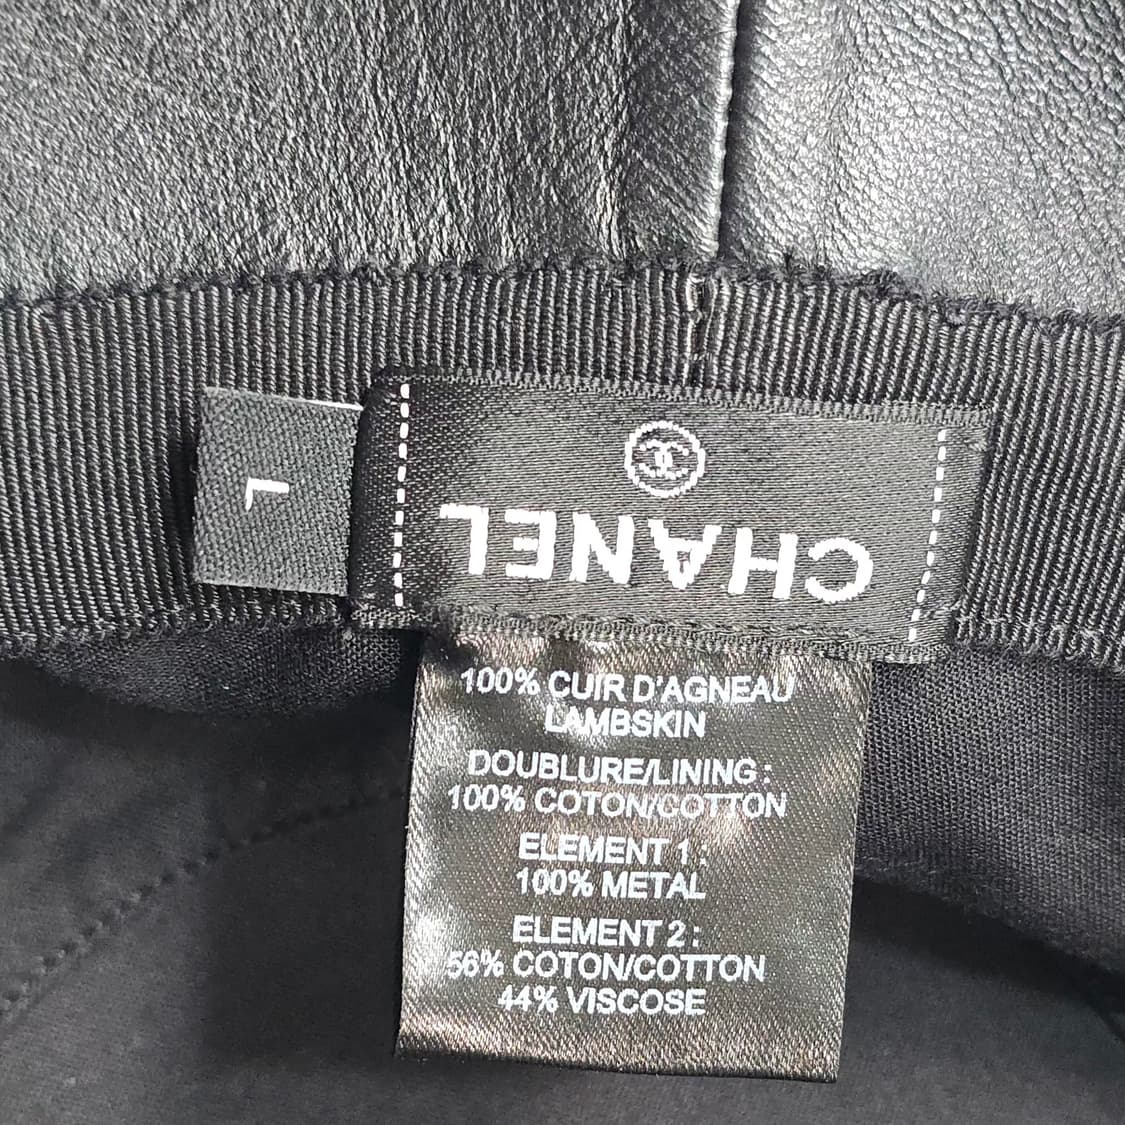 L
CHANEL
100% CUIR D'AGNEAU
LAMBSKIN
DOUBLURE/LINING :
100% COTON/COTTON
ELEMENT 1 :
100% METAL
ELEMENT 2 :
56% COTON/COTTON
44% VISCOSE